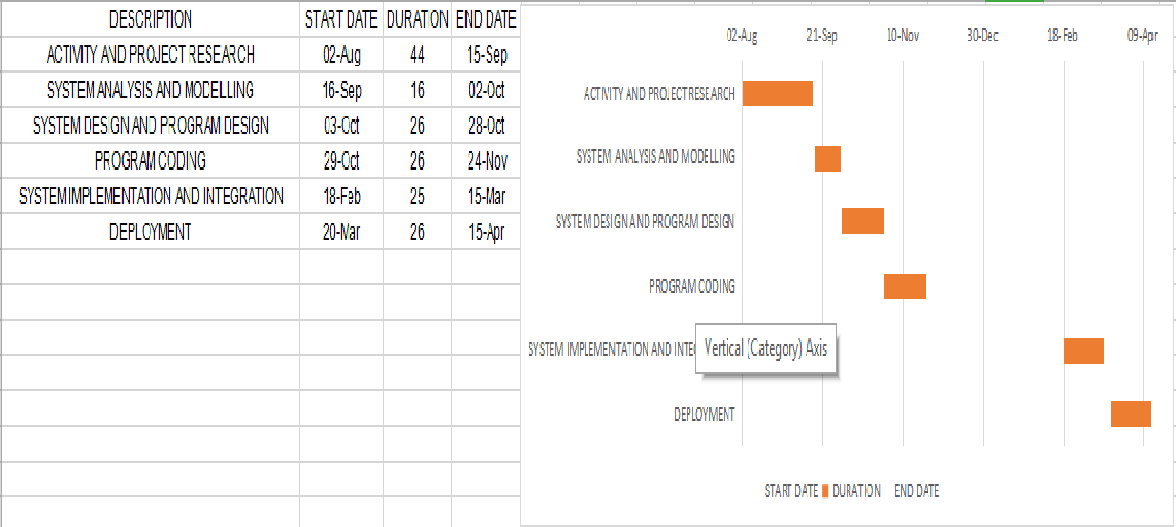 DESCRIPTION START DATE DURATION END DATE
ACTIVITY AND PROJECT RESEARCH 02-Aug 44 15-Sep
SYSTEM ANALYSIS AND MODELLING 16-Sep 16 02-Oct
SYSTEM DESIGN AND PROGRAM DESIGN 03-Oct 26 28-Oct
PROGRAM CODING 29-Oct 26 24-Nov
SYSTEM IMPLEMENTATION AND INTEGRATION 18-Feb 25 15-Mar
DEPLOYMENT 20-Mar 26 15-Apr
02-Aug 21-Sep 10-Nov 30-Dec 18-Feb 09-Apr
ACTIVITY AND PROJECT RESEARCH
SYSTEM ANALYSIS AND MODELLING
SYSTEM DESIGN AND PROGRAM DESIGN
PROGRAM CODING
SYSTEM IMPLEMENTATION AND INTE
Vertical (Category) Axis
DEPLOYMENT
START DATE DURATION END DATE